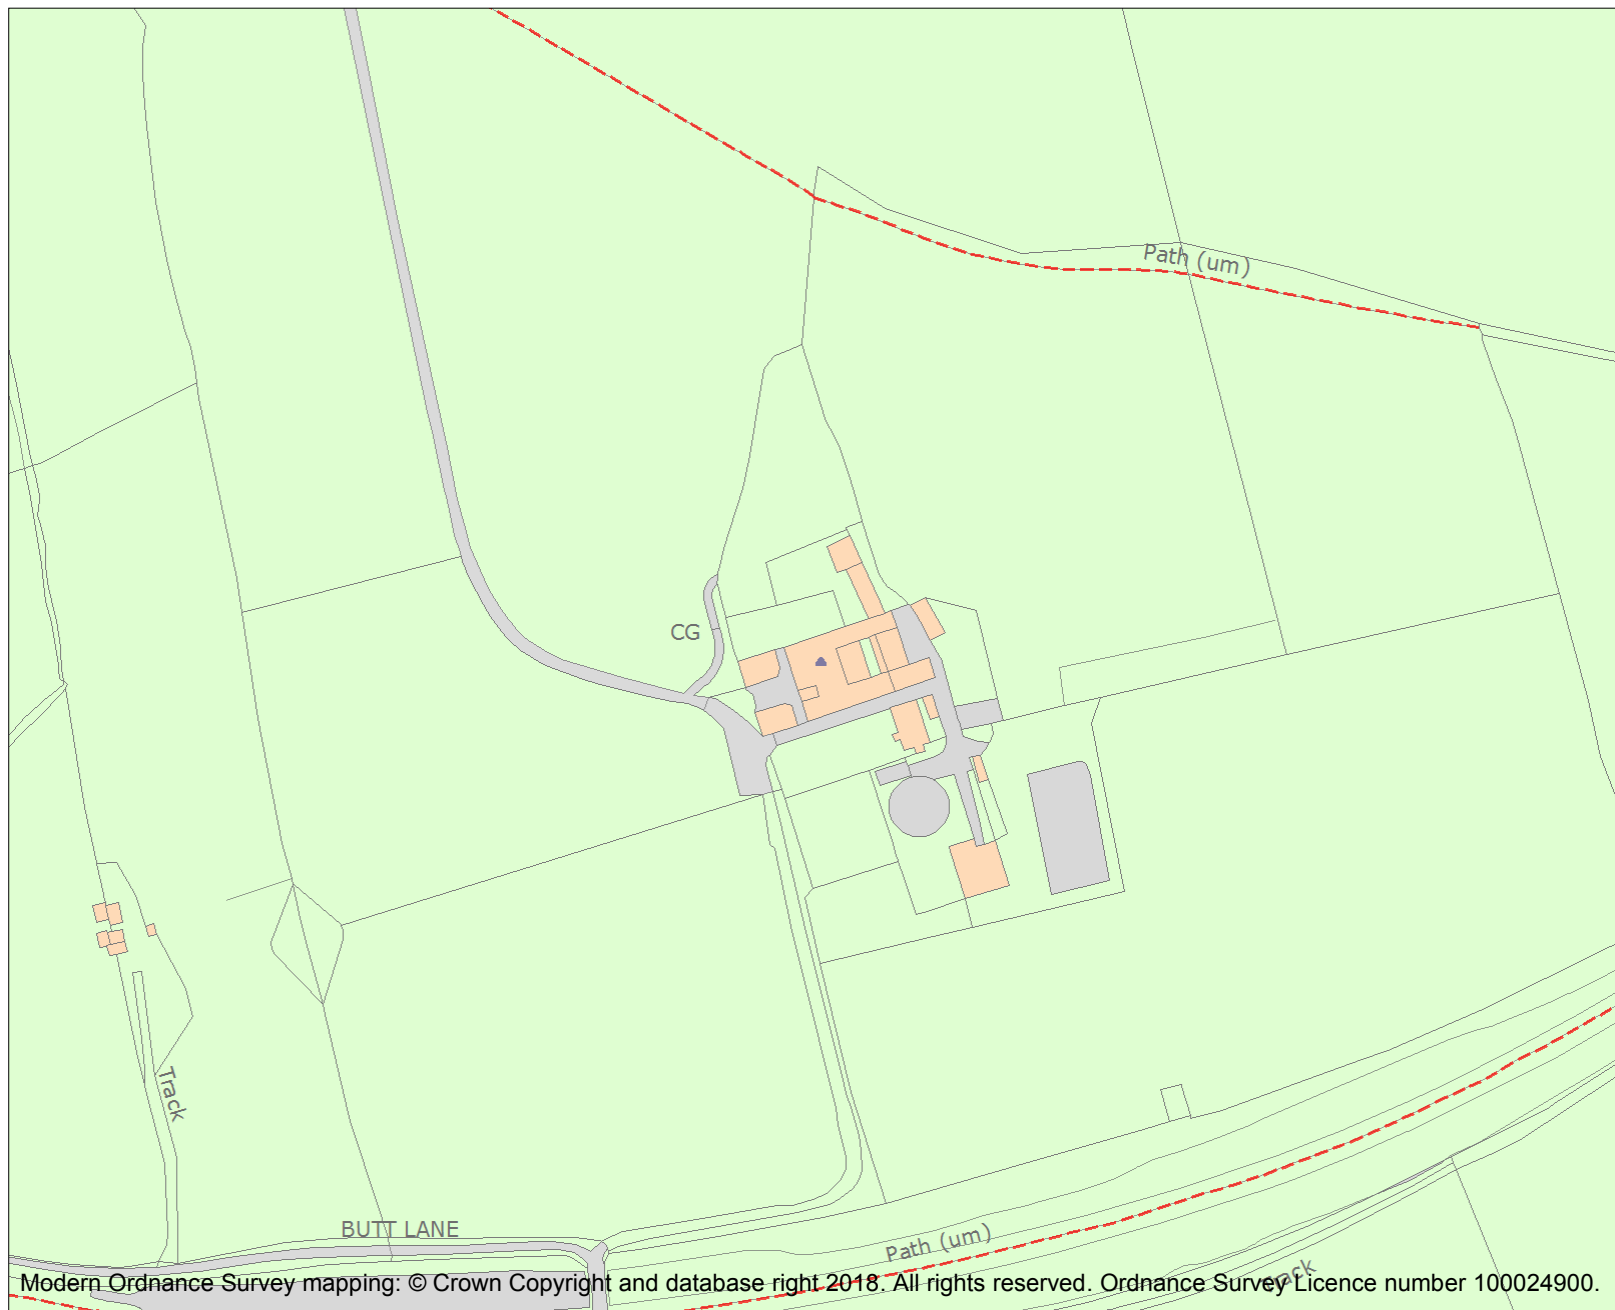 Path (um)
CG
Track
BUTT LANE
Path (um)
Track
Modern Ordnance Survey mapping: © Crown Copyright and database right 2018. All rights reserved. Ordnance Survey Licence number 100024900.